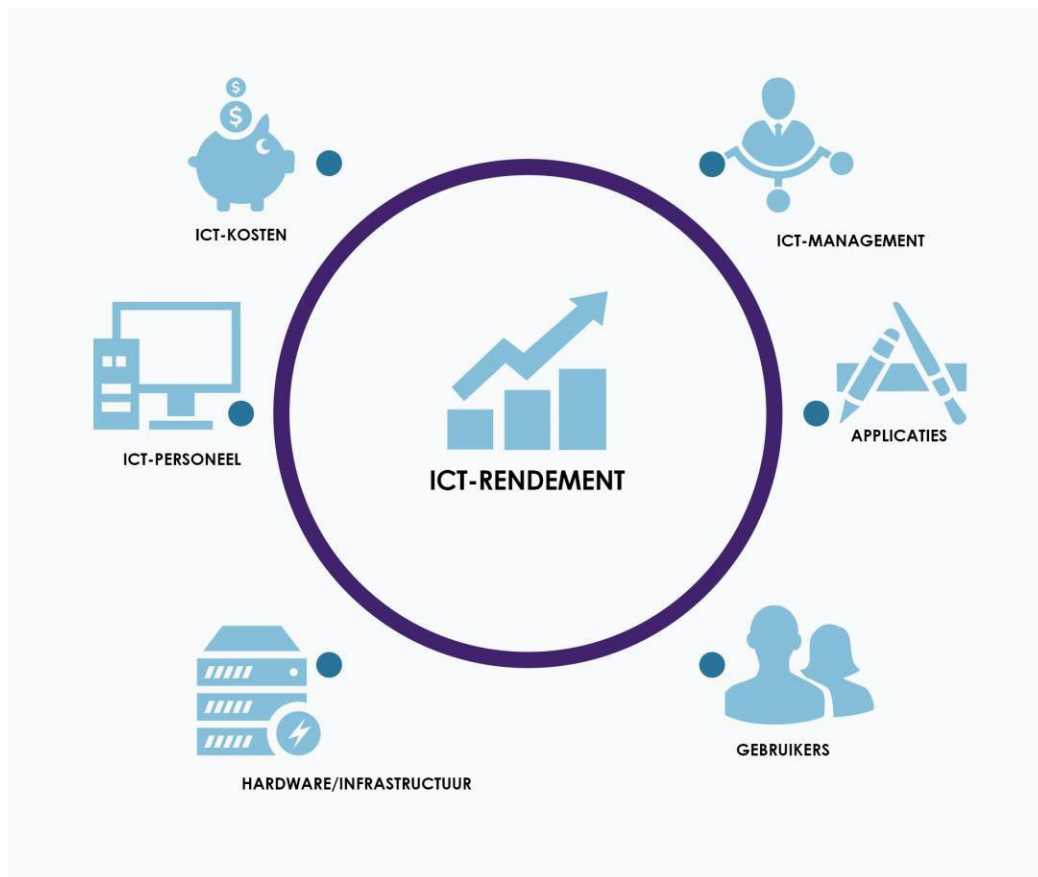 $
$
ICT-KOSTEN
ICT-MANAGEMENT
ICT-PERSONEEL
APPLICATIES
ICT-RENDEMENT
HARDWARE/INFRASTRUCTUUR
GEBRUIKERS